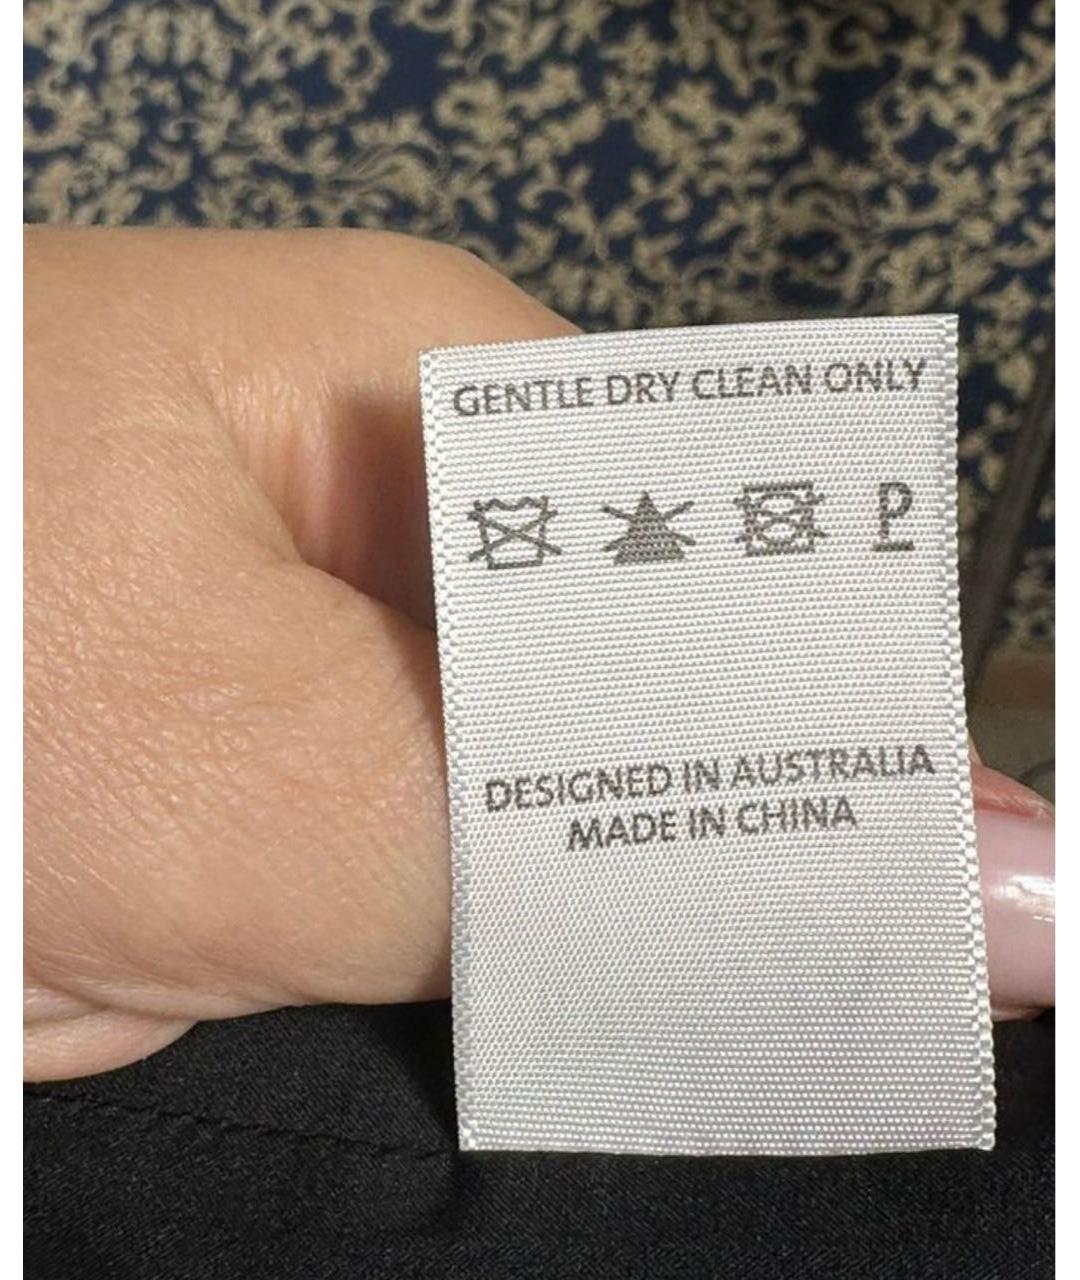 GENTLE DRY CLEAN ONLY
P
DESIGNED IN AUSTRALIA
MADE IN CHINA